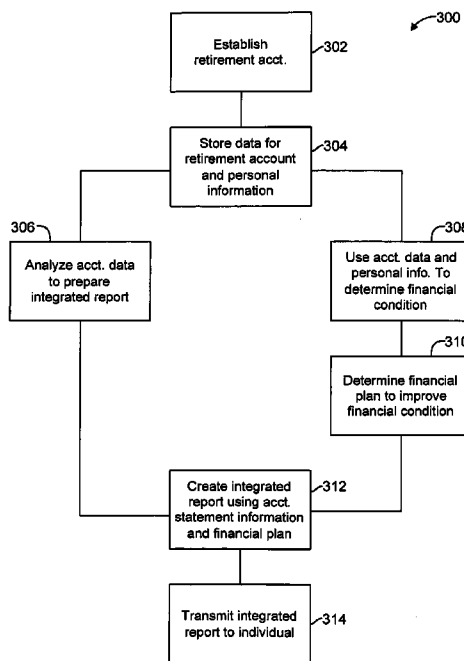 300
Establish
retirement acct.
302
Store data for
retirement account
and personal
information
304
306
Analyze acct. data
to prepare
integrated report
308
Use acct. data and
personal info. To
determine financial
condition
310
Determine financial
plan to improve
financial condition
Create integrated
report using acct.
statement information
and financial plan
312
Transmit integrated
report to individual
314